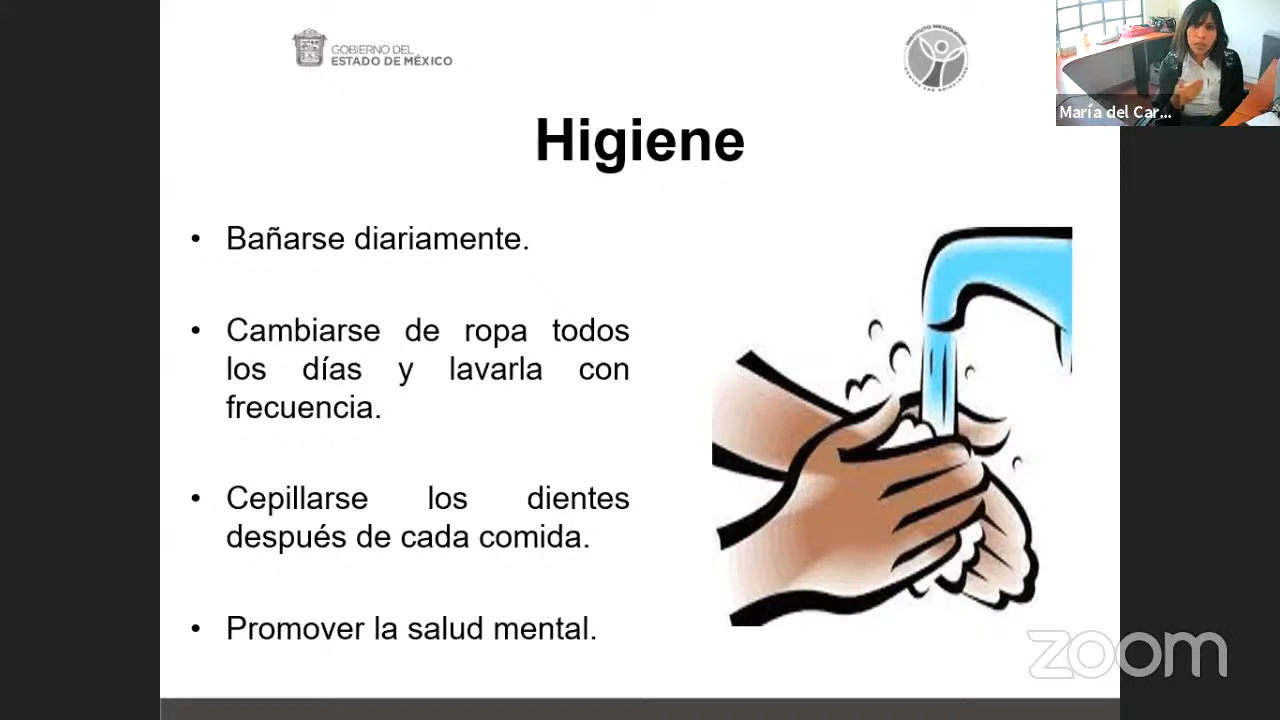 GOBIERNO DEL
ESTADO DE MÉXICO
María del Car...
Higiene
• Bañarse diariamente.
• Cambiarse de ropa todos
los días y lavarla con
frecuencia.
• Cepillarse los dientes
después de cada comida.
• Promover la salud mental.
zoom